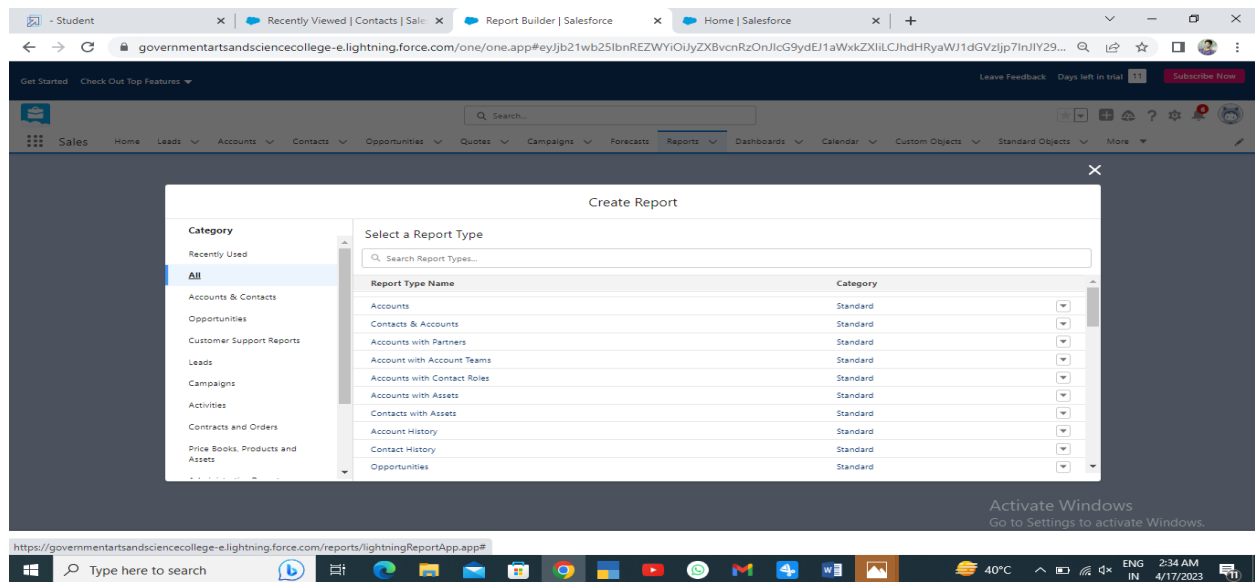 - Student
Recently Viewed | Contacts | Sale
Report Builder | Salesforce
Home | Salesforce
governmentartsandsciencecollege-e.lightning.force.com/one/one.app#eyJjb21wb25lbnREZWYiOiJyZXBvcnRzOnJlcG9ydEJ1aWxkZXIiLCJhdHRyaWJ1dGVzIjp7InJlY29...
Get Started Check Out Top Features
Leave Feedback Days left in trial 11 Subscribe Now
Search...
6
Sales Home Leads Accounts Contacts Opportunities Quotes Campaigns Forecasts Reports Dashboards Calendar Custom Objects Standard Objects More
Create Report
Category
Recently Used
All
Accounts & Contacts
Opportunities
Customer Support Reports
Leads
Campaigns
Activities
Contracts and Orders
Price Books, Products and
Assets
Select a Report Type
Search Report Types...
Report Type Name Category
Accounts Standard
Contacts & Accounts Standard
Accounts with Partners Standard
Account with Account Teams Standard
Accounts with Contact Roles Standard
Accounts with Assets Standard
Contacts with Assets Standard
Account History Standard
Contact History Standard
Opportunities Standard
Activate Windows
Go to Settings to activate Windows.
https://governmentartsandsciencecollege-e.lightning.force.com/reports/lightningReportApp.app#
Type here to search
40°C
ENG
IN
2:34 AM
4/17/2023
11